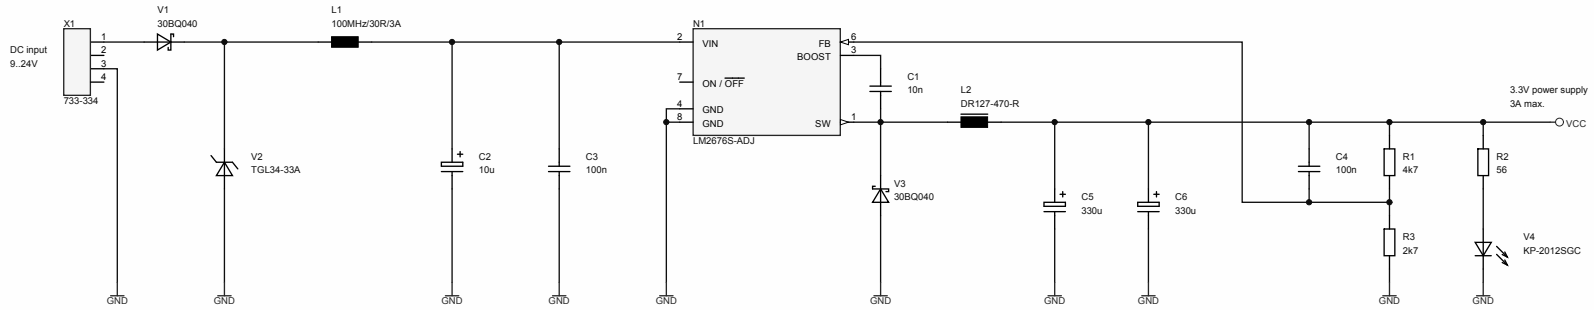 DC input
9..24V
X1
1
2
3
4
733-334
GND
V1
30BQ040
GND
V2
TGL34-33A
L1
100MHz/30R/3A
C2
10u
+
GND
C3
100n
GND
GND
N1
2
VIN
7
ON / OFF
4
GND
8
GND
FB
6
BOOST
3
SW
1
LM2676S-ADJ
C1
10n
V3
30BQ040
GND
L2
DR127-470-R
+
C5
330u
GND
+
C6
330u
GND
C4
100n
R1
4k7
R3
2k7
GND
R2
56
V4
KP-2012SGC
GND
3.3V power supply
3A max.
VCC